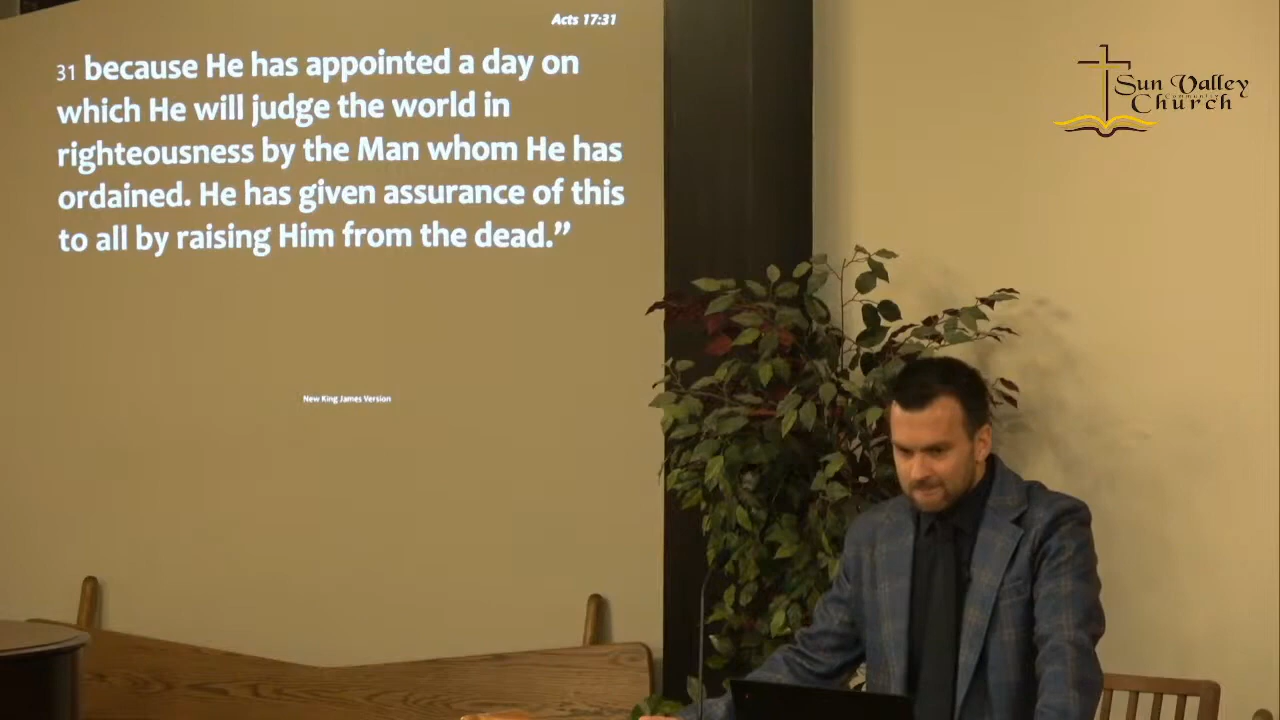 Acts 17:31
31 because He has appointed a day on
which He will judge the world in
righteousness by the Man whom He has
ordained. He has given assurance of this
to all by raising Him from the dead.”
New King James Version
Sun Valley
Community
Church